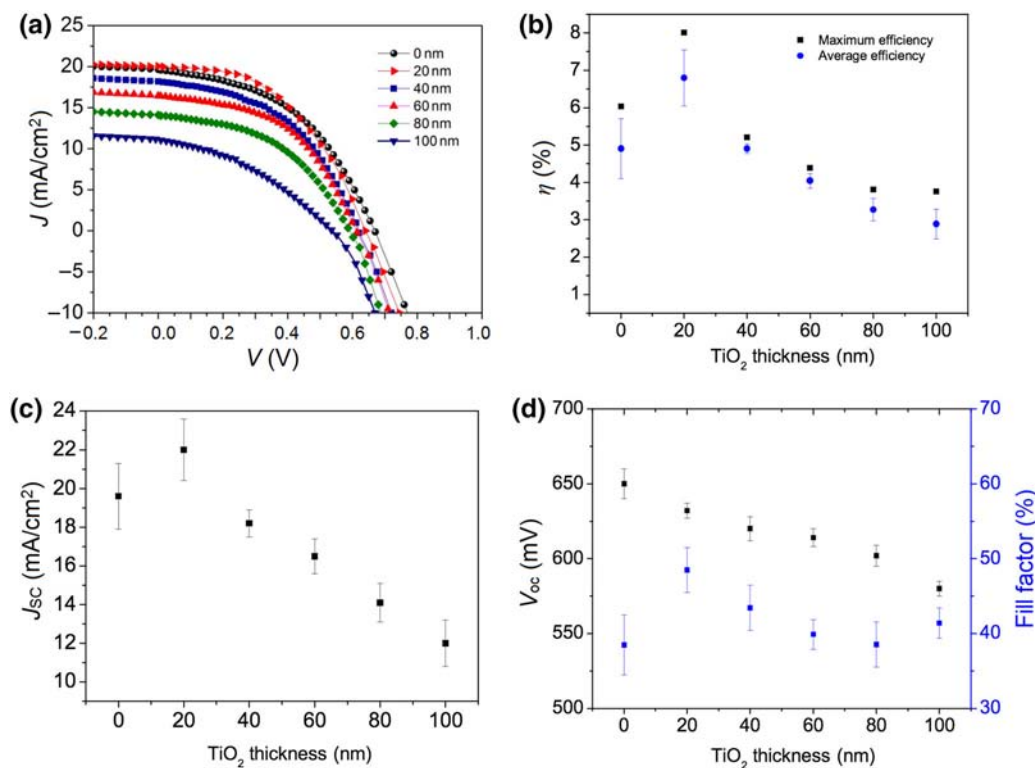 (a)
J (mA/cm²)
25
20
15
10
5
0
−5
−10
−0.2
0.0
0.2
0.4
0.6
0.8
1.0
V (V)
0 nm
20 nm
40 nm
60 nm
80 nm
100 nm
(b)
η (%)
8
7
6
5
4
3
2
1
0
20
40
60
80
100
TiO₂ thickness (nm)
Maximum efficiency
Average efficiency
(c)
JSC (mA/cm²)
24
22
20
18
16
14
12
10
0
20
40
60
80
100
TiO₂ thickness (nm)
(d)
Voc (mV)
700
650
600
550
500
0
20
40
60
80
100
TiO₂ thickness (nm)
70
60
50
40
30
Fill factor (%)